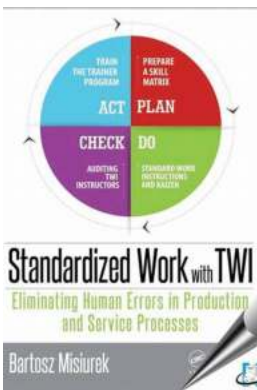 TRAIN
THE TRAINER
PROGRAM
ACT
PREPARE
A SKILL
MATRIX
PLAN
CHECK
AUDITING
TWI
INSTRUCTORS
DO
STANDARD WORK
INSTRUCTIONS
AND KAIZEN
Standardized Work with TWI
Eliminating Human Errors in Production
and Service Processes
Bartosz Misiurek